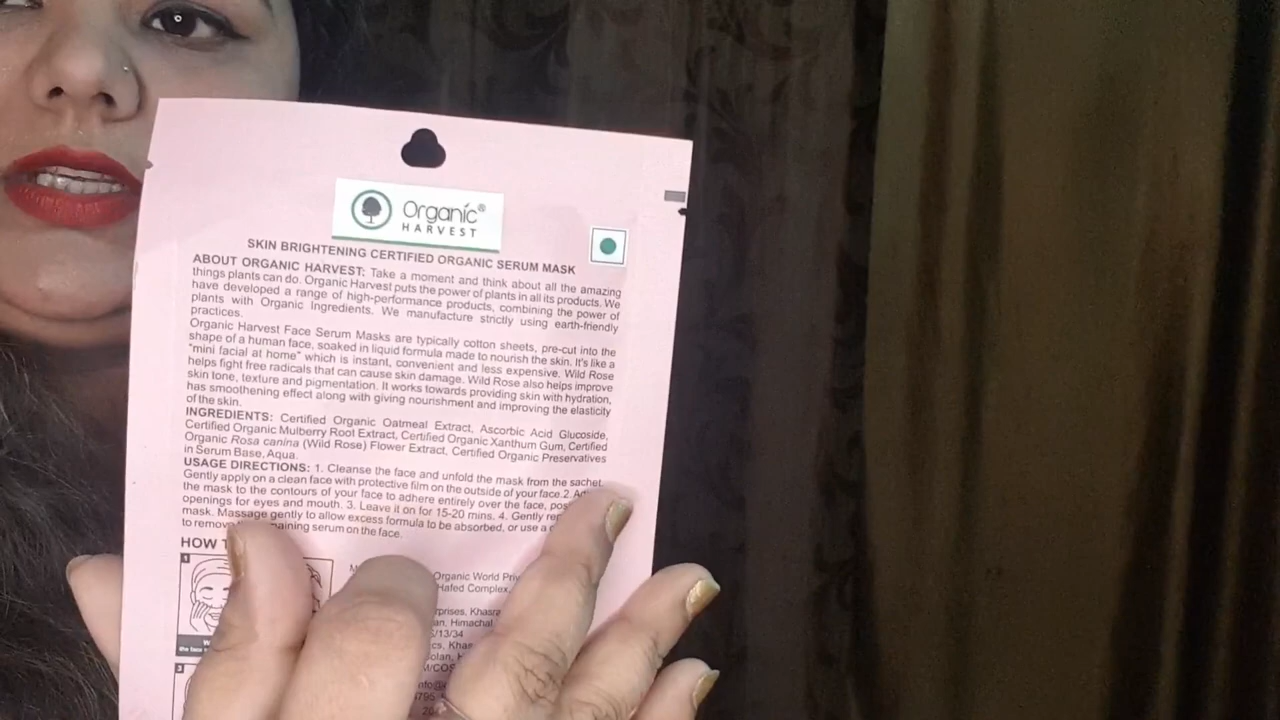 Organic®
HARVEST
SKIN BRIGHTENING CERTIFIED ORGANIC SERUM MASK
ABOUT ORGANIC HARVEST: Take a moment and think about all the amazing
things plants can do. Organic Harvest puts the power of plants in all its products. We
have developed a range of high-performance products, combining the power of
plants with Organic Ingredients. We manufacture strictly using earth-friendly
practices.
Organic Harvest Face Serum Masks are typically cotton sheets, pre-cut into the
shape of a human face, soaked in liquid formula made to nourish the skin. It's like a
"mini facial at home" which is instant, convenient and less expensive. Wild Rose
helps fight free radicals that can cause skin damage. Wild Rose also helps improve
skin tone, texture and pigmentation. It works towards providing skin with hydration,
has smoothening effect along with giving nourishment and improving the elasticity
of the skin.
INGREDIENTS: Certified Organic Oatmeal Extract, Ascorbic Acid Glucoside,
Certified Organic Mulberry Root Extract, Certified Organic Xanthum Gum, Certified
Organic Rosa canina (Wild Rose) Flower Extract, Certified Organic Preservatives
in Serum Base, Aqua.
USAGE DIRECTIONS: 1. Cleanse the face and unfold the mask from the sachet.
Gently apply on a clean face with protective film on the outside of your face.2.
the mask to the contours of your face to adhere entirely over the face,
openings for eyes and mouth. 3. Leave it on for 15-20 mins. 4. Gently
mask. Massage gently to allow excess formula to be absorbed, or use a
to remove serum on the face.
HOW
1
Organic World
Hafed Complex,
Himachal
/13/34
the face
3